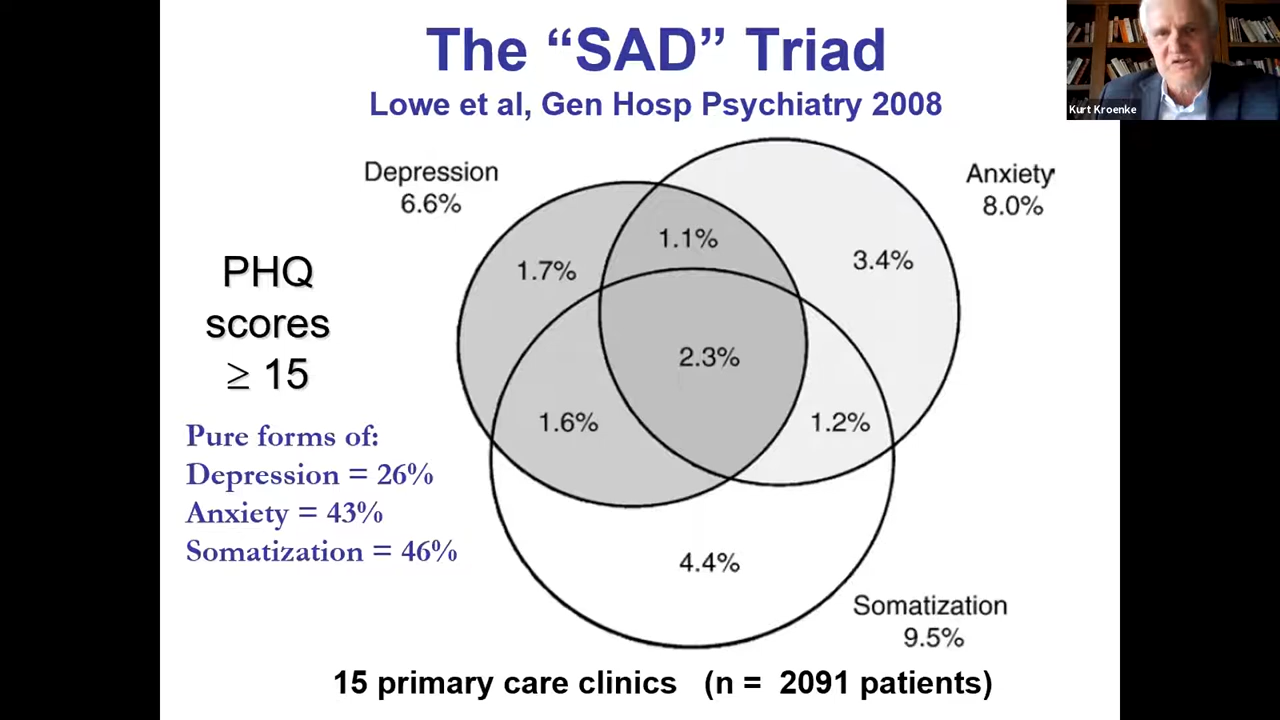 The “SAD” Triad
Lowe et al, Gen Hosp Psychiatry 2008
Kurt Kroenke
Depression
6.6%
Anxiety
8.0%
1.1%
1.7%
3.4%
2.3%
1.6%
1.2%
4.4%
Somatization
9.5%
PHQ
scores
≥ 15
Pure forms of:
Depression = 26%
Anxiety = 43%
Somatization = 46%
15 primary care clinics (n = 2091 patients)